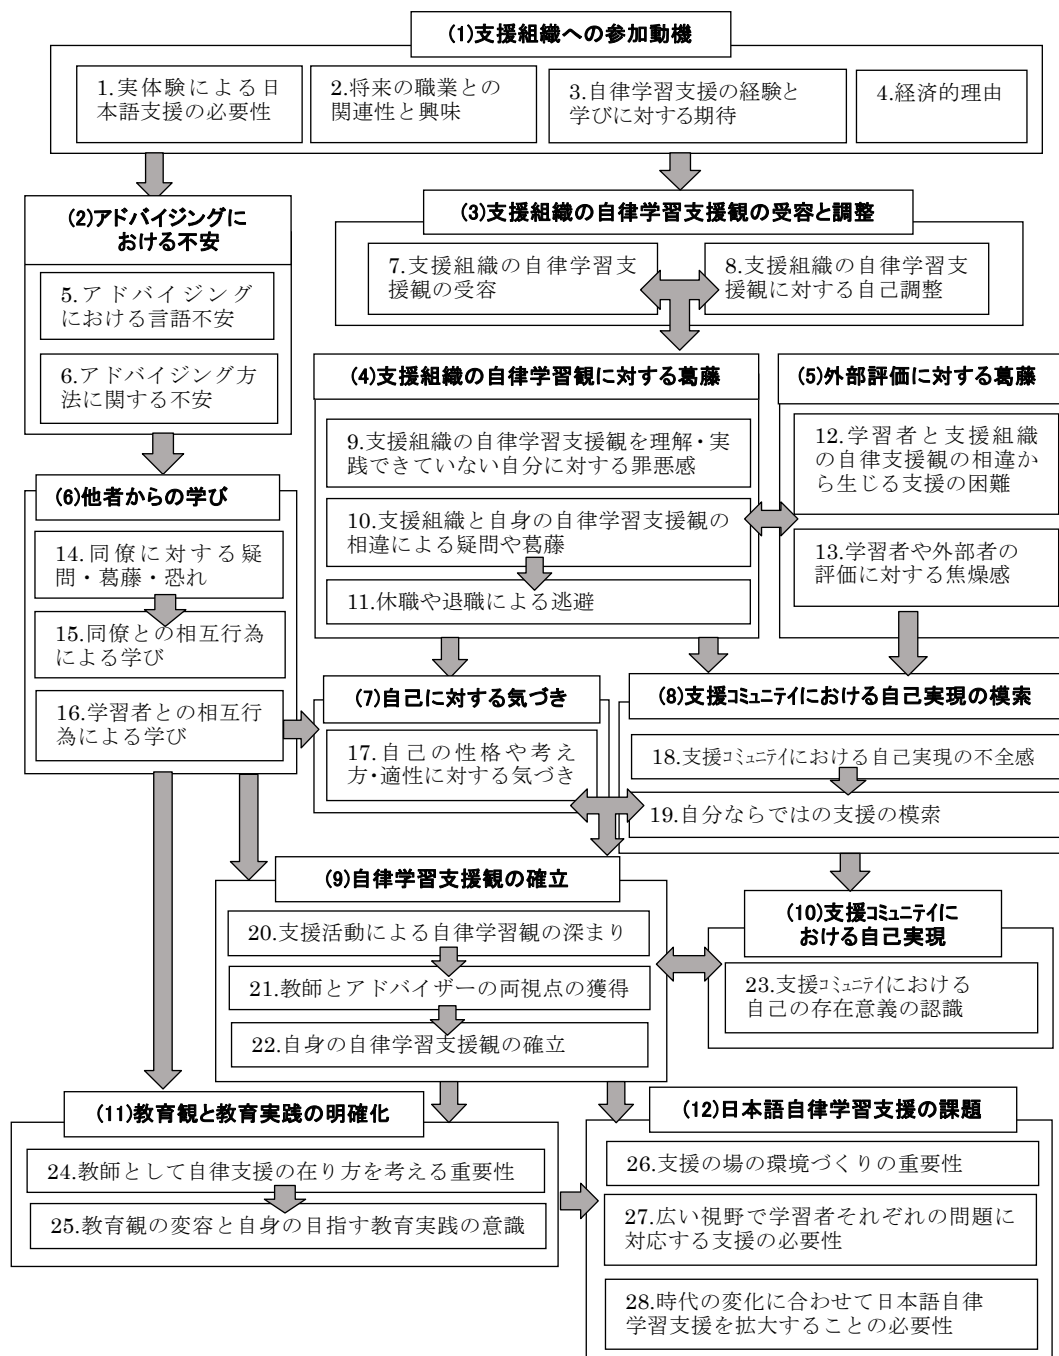 (1)支援組織への参加動機
1.実体験による日
本語支援の必要性
2.将来の職業との
関連性と興味
3.自律学習支援の経験と
学びに対する期待
4.経済的理由
(2)アドバイジングに
おける不安
5.アドバイジング
における言語不安
6.アドバイジング方
法に関する不安
(3)支援組織の自律学習支援観の受容と調整
7.支援組織の自律学習支
援観の受容
8.支援組織の自律学習支
援観に対する自己調整
(4)支援組織の自律学習観に対する葛藤
9.支援組織の自律学習支援観を理解・実
践できていない自分に対する罪悪感
10.支援組織と自身の自律学習支援観の
相違による疑問や葛藤
11.休職や退職による逃避
(5)外部評価に対する葛藤
12.学習者と支援組織
の自律支援観の相違か
ら生じる支援の困難
13.学習者や外部者の
評価に対する焦燥感
(6)他者からの学び
14.同僚に対する疑
問・葛藤・恐れ
15.同僚との相互行為
による学び
16.学習者との相互行
為による学び
(7)自己に対する気づき
17.自己の性格や考え
方・適性に対する気づき
(8)支援ｺﾐｭﾆﾃｲにおける自己実現の模索
18.支援ｺﾐｭﾆﾃｲにおける自己実現の不全感
19.自分ならではの支援の模索
(9)自律学習支援観の確立
20.支援活動による自律学習観の深まり
21.教師とアドバイザーの両視点の獲得
22.自身の自律学習支援観の確立
(10)支援ｺﾐｭﾆﾃｲに
おける自己実現
23.支援ｺﾐｭﾆﾃｲにおける
自己の存在意義の認識
(11)教育観と教育実践の明確化
24.教師として自律支援の在り方を考える重要性
25.教育観の変容と自身の目指す教育実践の意識
(12)日本語自律学習支援の課題
26.支援の場の環境づくりの重要性
27.広い視野で学習者それぞれの問題に
対応する支援の必要性
28.時代の変化に合わせて日本語自律
学習支援を拡大することの必要性